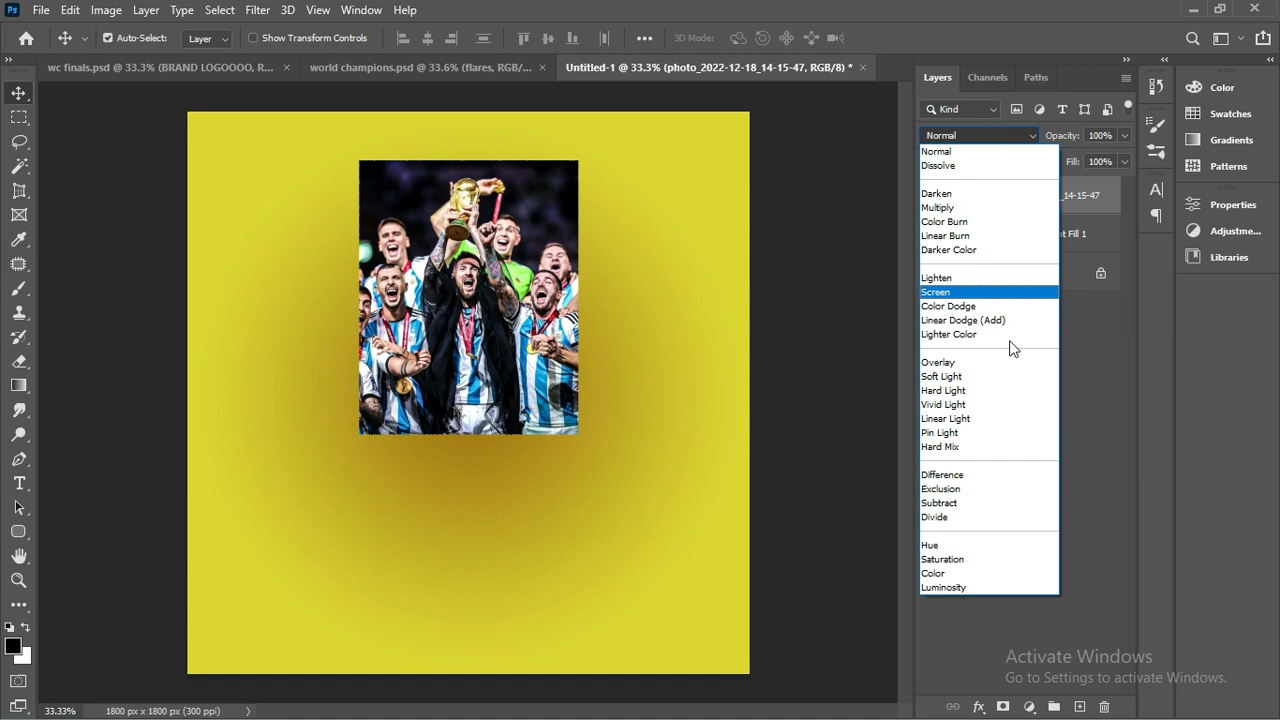 Ps File Edit Image Layer Type Select Filter 3D View Window Help
Auto-Select: Layer Show Transform Controls 3D Mode:
wc finals.psd @ 33.3% (BRAND LOGOOOO, R... × world champions.psd @ 33.6% (flares, RGB/... × Untitled-1 @ 33.3% (photo_2022-12-18_14-15-47, RGB/8) * ×
Layers Channels Paths
Kind
Normal Opacity: 100%
Fill: 100%
Normal
Dissolve
Darken
Multiply
Color Burn
Linear Burn
Darker Color
Lighten
Screen
Color Dodge
Linear Dodge (Add)
Lighter Color
Overlay
Soft Light
Hard Light
Vivid Light
Linear Light
Pin Light
Hard Mix
Difference
Exclusion
Subtract
Divide
Hue
Saturation
Color
Luminosity
_14-15-47
Fill 1
Color
Swatches
Gradients
Patterns
Properties
Adjustme...
Libraries
Activate Windows
Go to Settings to activate Windows.
33.33% 1800 px x 1800 px (300 ppi)